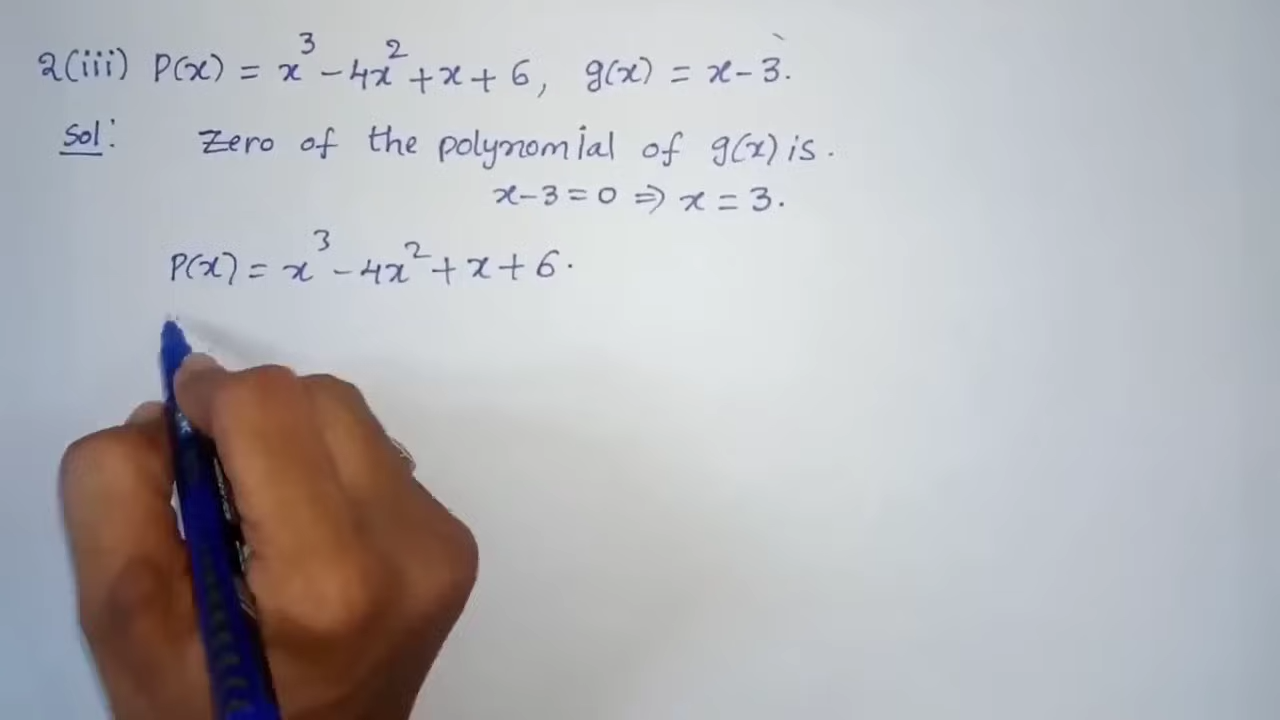 2(iii) P(x) = x³ - 4x² + x + 6, g(x) = x - 3.
Sol: Zero of the polynomial of g(x) is.
x - 3 = 0 ⇒ x = 3.
P(x) = x³ - 4x² + x + 6.